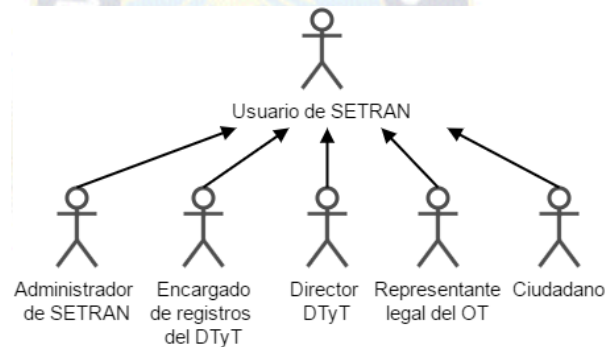 Usuario de SETRAN
Administrador
de SETRAN
Encargado
de registros
del DTyT
Director
DTyT
Representante
legal del OT
Ciudadano